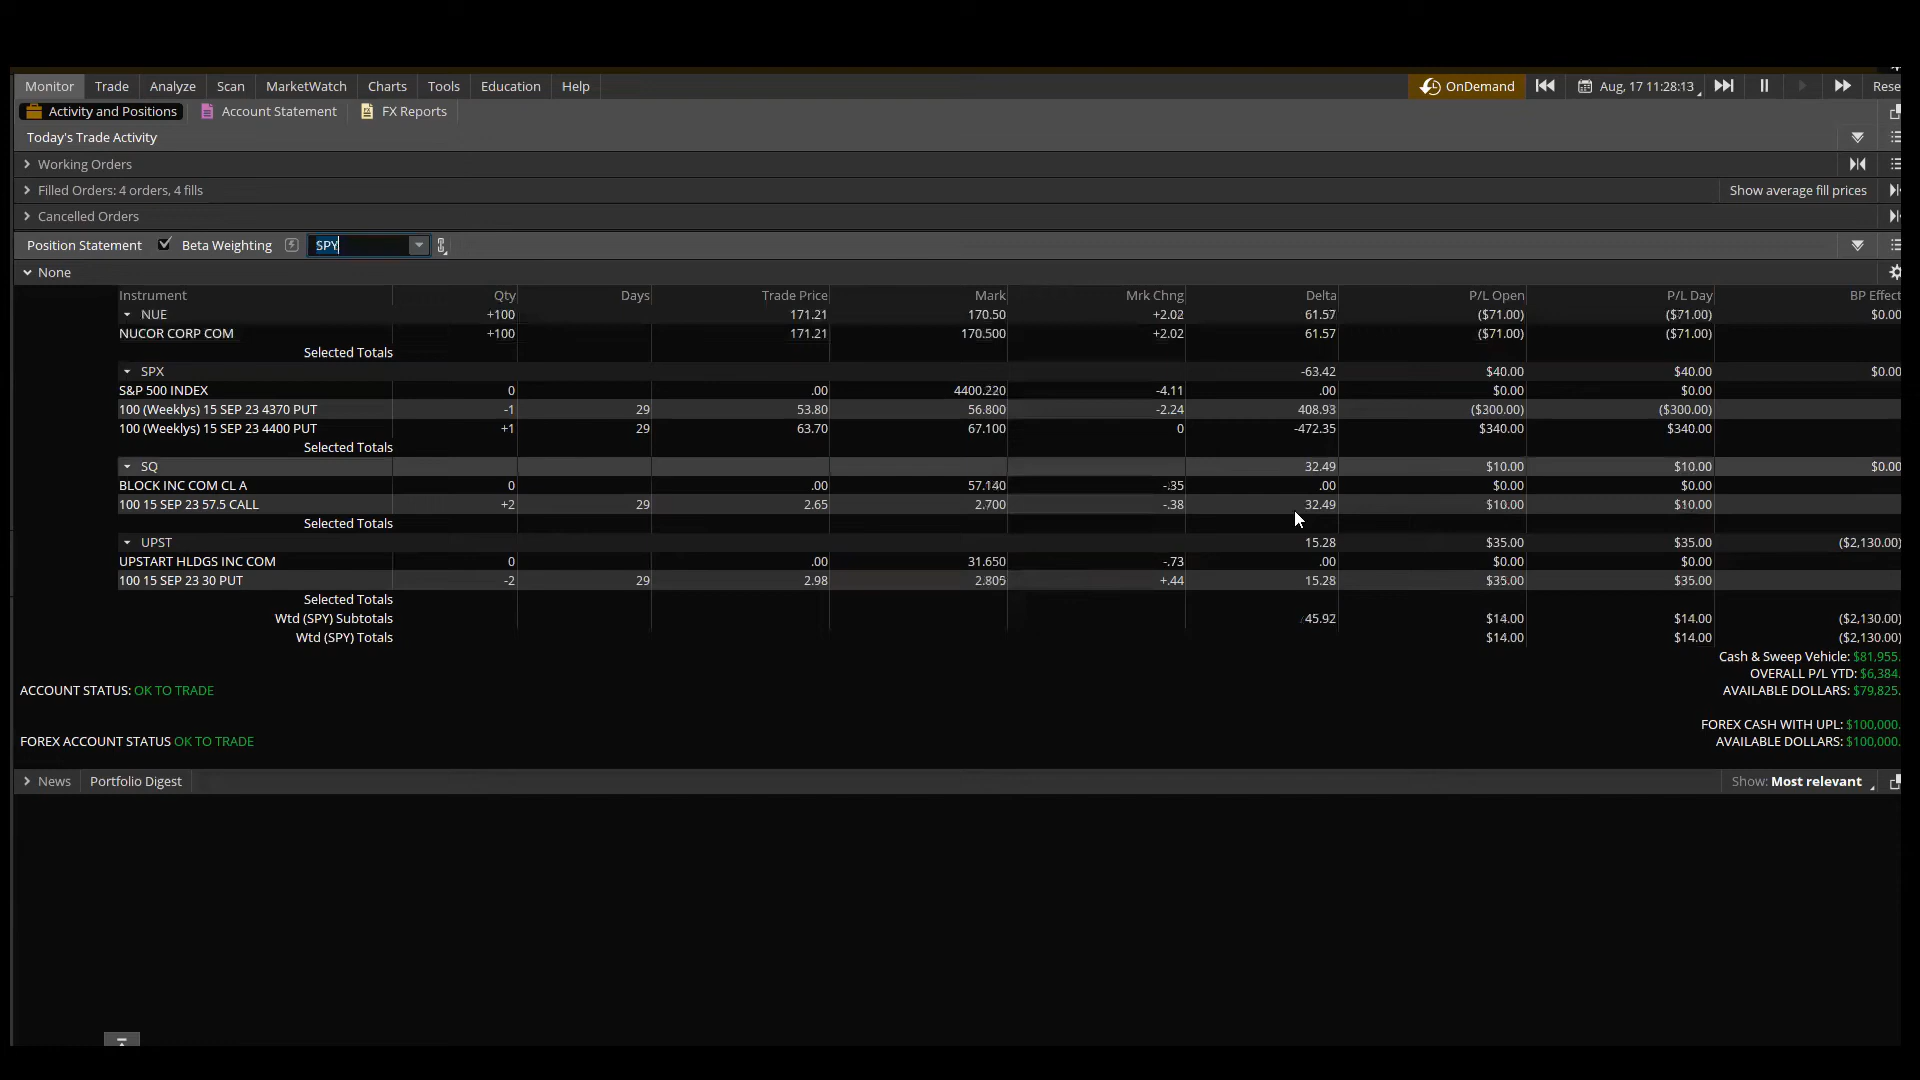 Monitor Trade Analyze Scan MarketWatch Charts Tools Education Help OnDemand Aug, 17 11:28:13 Rese
Activity and Positions Account Statement FX Reports
Today's Trade Activity
Working Orders
Filled Orders: 4 orders, 4 fills Show average fill prices
Cancelled Orders
Position Statement Beta Weighting SPY
None
Instrument Qty Days Trade Price Mark Mrk Chng Delta P/L Open P/L Day BP Effect
NUE +100 171.21 170.50 +2.02 61.57 ($71.00) ($71.00) $0.00
NUCOR CORP COM +100 171.21 170.500 +2.02 61.57 ($71.00) ($71.00)
Selected Totals
SPX -63.42 $40.00 $40.00 $0.00
S&P 500 INDEX 0 .00 4400.220 -4.11 .00 $0.00 $0.00
100 (Weeklys) 15 SEP 23 4370 PUT -1 29 53.80 56.800 -2.24 408.93 ($300.00) ($300.00)
100 (Weeklys) 15 SEP 23 4400 PUT +1 29 63.70 67.100 0 -472.35 $340.00 $340.00
Selected Totals
SQ 32.49 $10.00 $10.00 $0.00
BLOCK INC COM CL A 0 .00 57.140 -.35 .00 $0.00 $0.00
100 15 SEP 23 57.5 CALL +2 29 2.65 2.700 -.38 32.49 $10.00 $10.00
Selected Totals
UPST 15.28 $35.00 $35.00 ($2,130.00)
UPSTART HLDGS INC COM 0 .00 31.650 -.73 .00 $0.00 $0.00
100 15 SEP 23 30 PUT -2 29 2.98 2.805 +.44 15.28 $35.00 $35.00
Selected Totals
Wtd (SPY) Subtotals 45.92 $14.00 $14.00 ($2,130.00)
Wtd (SPY) Totals $14.00 $14.00 ($2,130.00)
Cash & Sweep Vehicle: $81,955.
OVERALL P/L YTD: $6,384.
ACCOUNT STATUS: OK TO TRADE AVAILABLE DOLLARS: $79,825.
FOREX CASH WITH UPL: $100,000.
FOREX ACCOUNT STATUS OK TO TRADE AVAILABLE DOLLARS: $100,000.
News Portfolio Digest Show: Most relevant